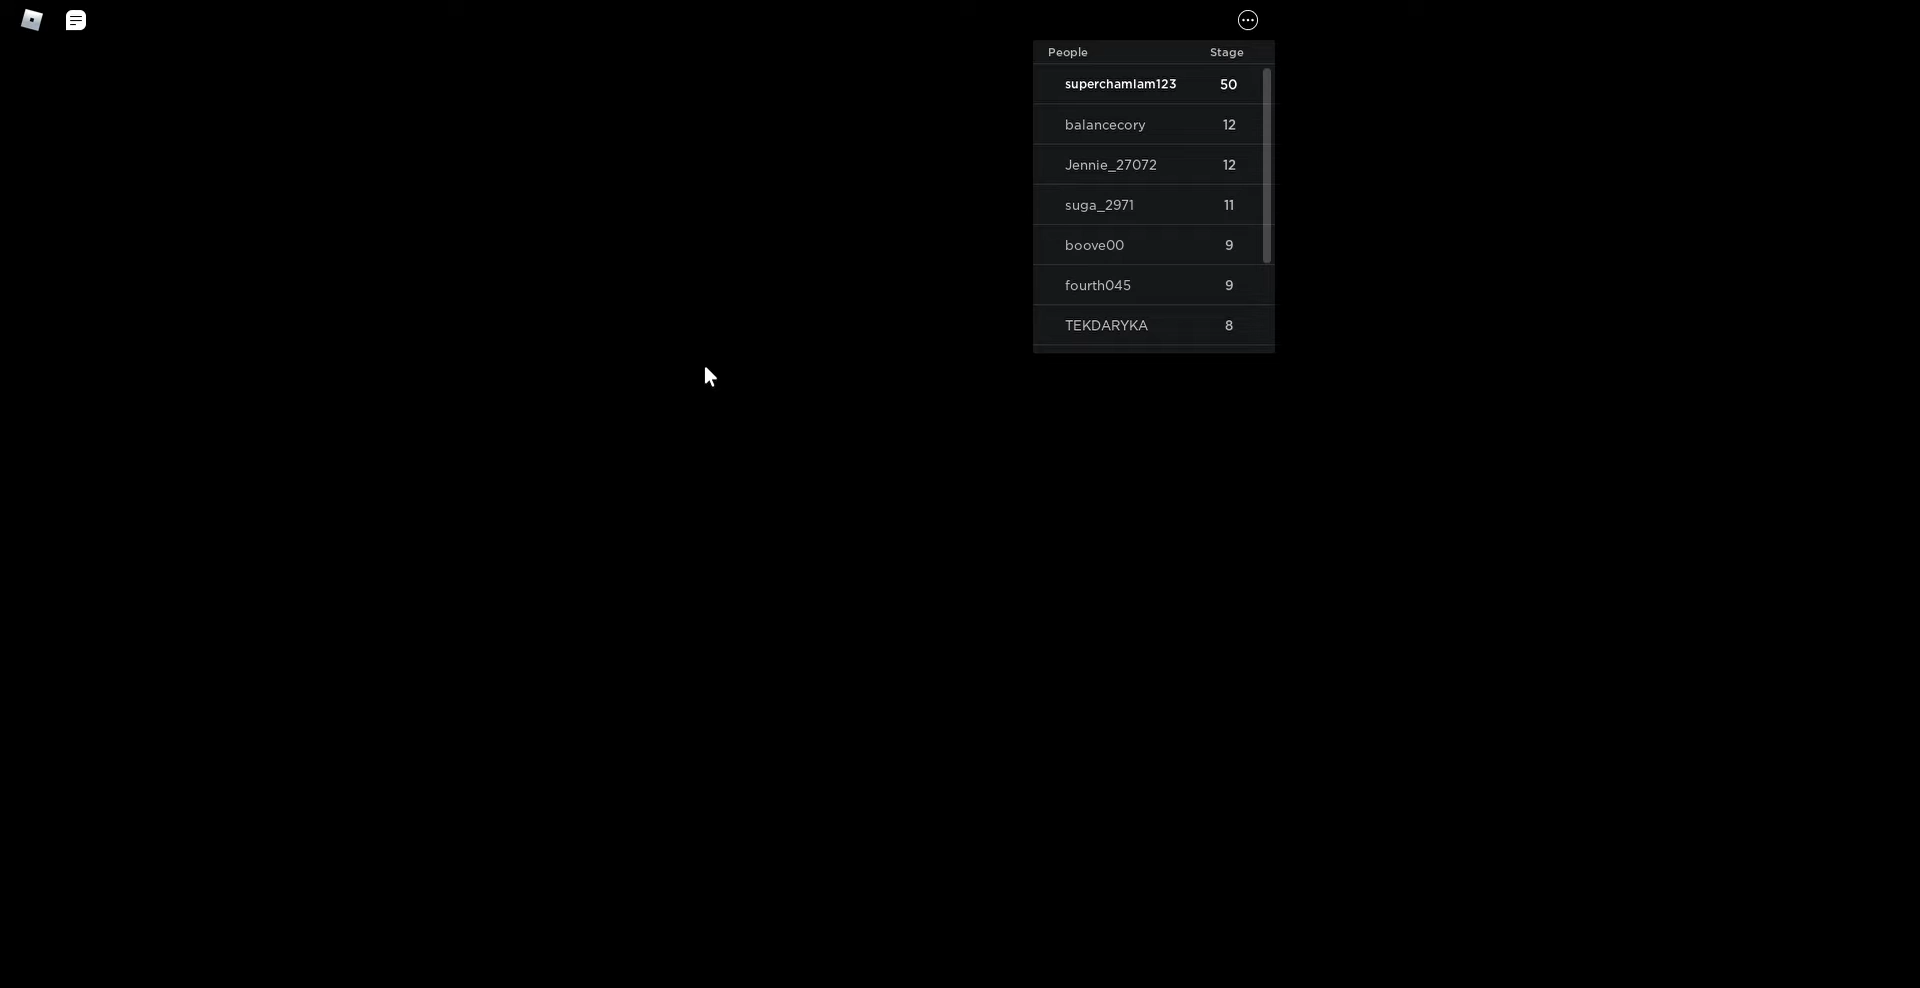 People Stage
superchamlam123 50
balancecory 12
Jennie_27072 12
suga_2971 11
boove00 9
fourth045 9
TEKDARYKA 8